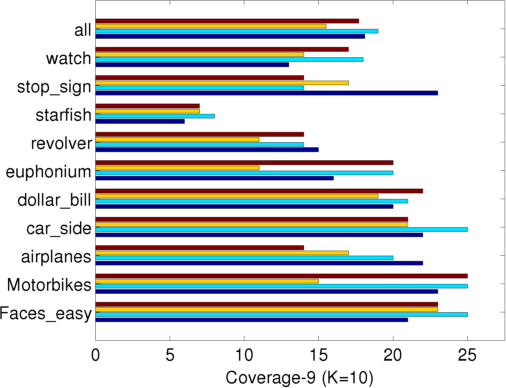 all
watch
stop_sign
starfish
revolver
euphonium
dollar_bill
car_side
airplanes
Motorbikes
Faces_easy
0 5 10 15 20 25
Coverage-9 (K=10)